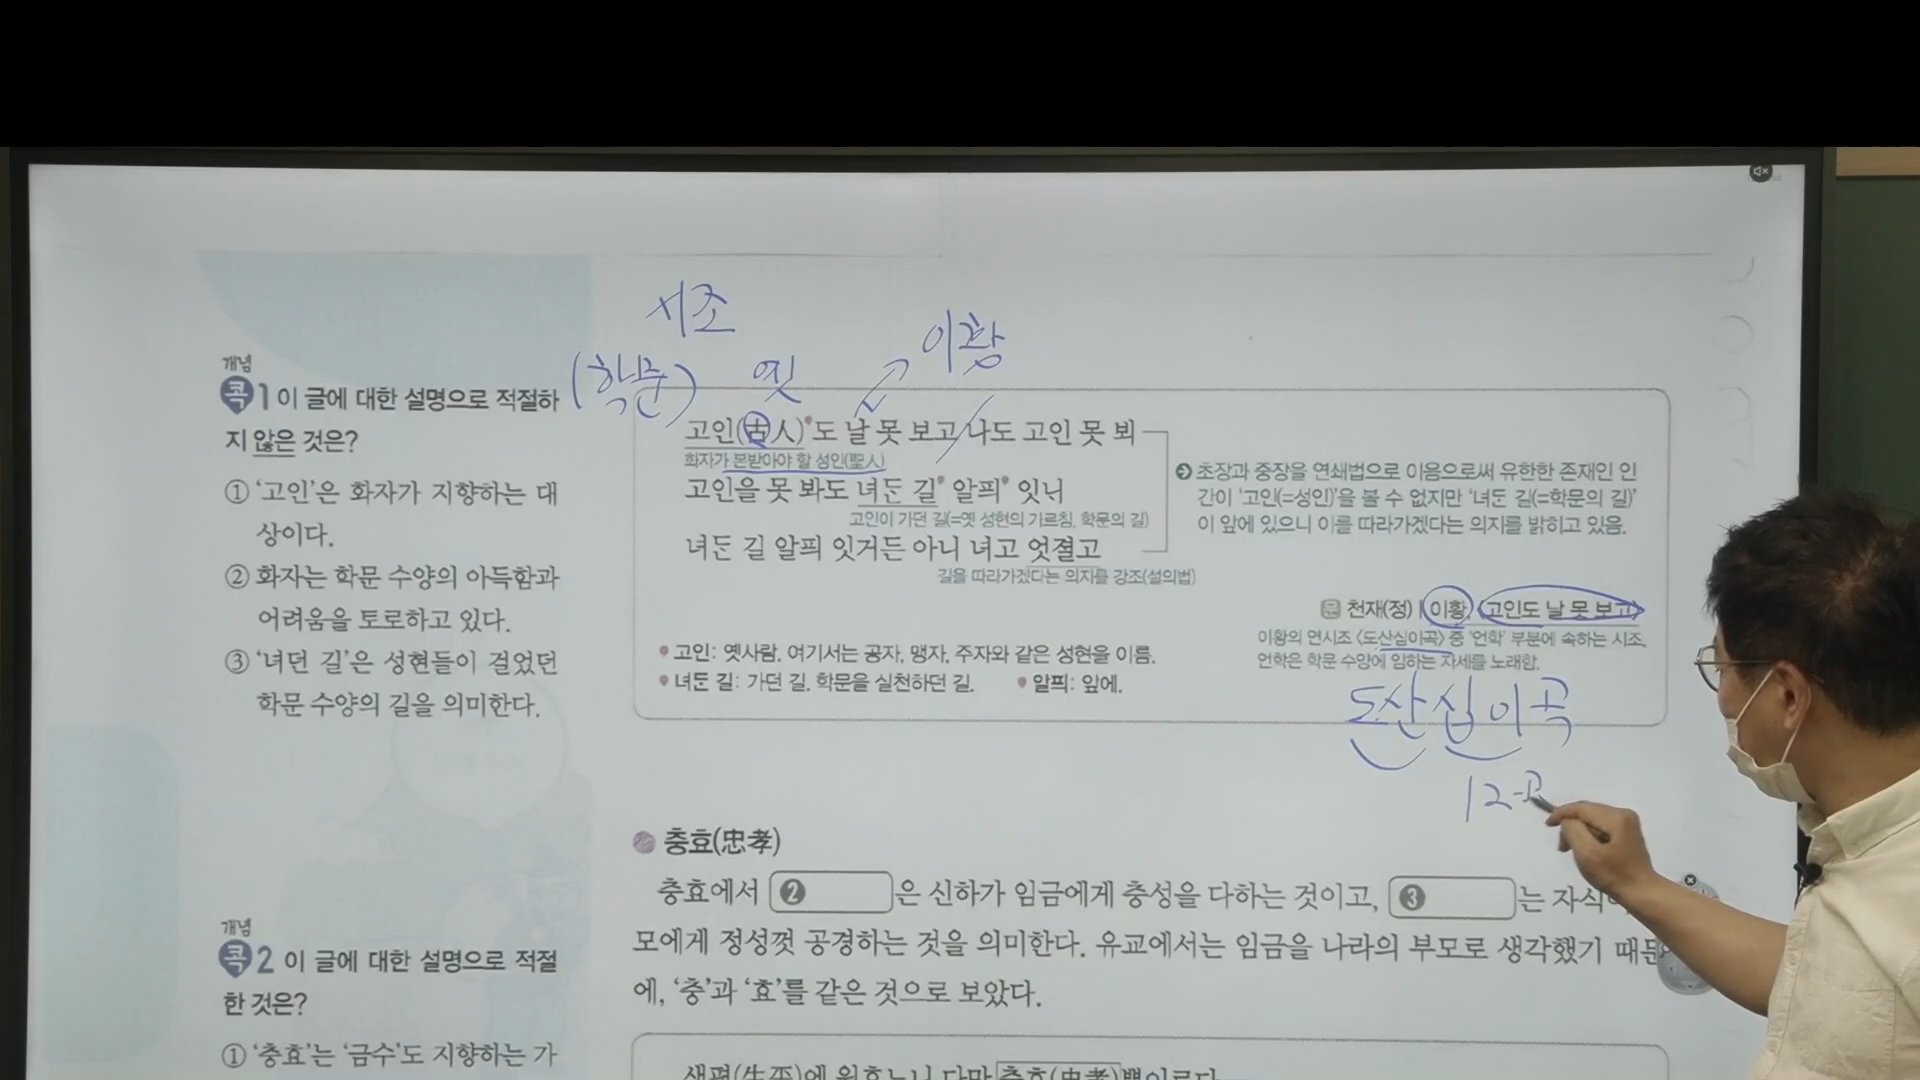 시조
(학문) 옛 이황
개념
콕 1 이 글에 대한 설명으로 적절하
지 않은 것은?
① ‘고인’은 화자가 지향하는 대
상이다.
② 화자는 학문 수양의 아득함과
어려움을 토로하고 있다.
③ ‘녀던 길’은 성현들이 걸었던
학문 수양의 길을 의미한다.
고인(古人)도 날 못 보고 나도 고인 못 뵈
화자가 본받아야 할 성인(聖人)
고인을 못 봐도 녀던 길 알픠 잇니
고인이 가던 길(=옛 성현의 가르침, 학문의 길)
녀던 길 알픠 잇거든 아니 녀고 엇졀고
길을 따라가겠다는 의지를 강조(설의법)
초장과 중장을 연쇄법으로 이음으로써 유한한 존재인 인
간이 ‘고인(=성인)’을 볼 수 없지만 ‘녀던 길(=학문의 길)’
이 앞에 있으니 이를 따라가겠다는 의지를 밝히고 있음.
천재(정) | 이황, 〈고인도 날 못 보고〉
이황의 연시조 〈도산십이곡〉 중 ‘언학’ 부분에 속하는 시조.
언학은 학문 수양에 임하는 자세를 노래함.
고인: 옛사람. 여기서는 공자, 맹자, 주자와 같은 성현을 이름.
녀던 길: 가던 길. 학문을 실천하던 길. 알픠: 앞에.
도산십이곡
12
충효(忠孝)
충효에서 ❷ 은 신하가 임금에게 충성을 다하는 것이고, ❸ 는 자식이
모에게 정성껏 공경하는 것을 의미한다. 유교에서는 임금을 나라의 부모로 생각했기 때문
에, ‘충’과 ‘효’를 같은 것으로 보았다.
개념
콕 2 이 글에 대한 설명으로 적절
한 것은?
① ‘충효’는 ‘금수’도 지향하는 가
생평(生平)에 원하느니 다만 충효(忠孝)뿐이로다